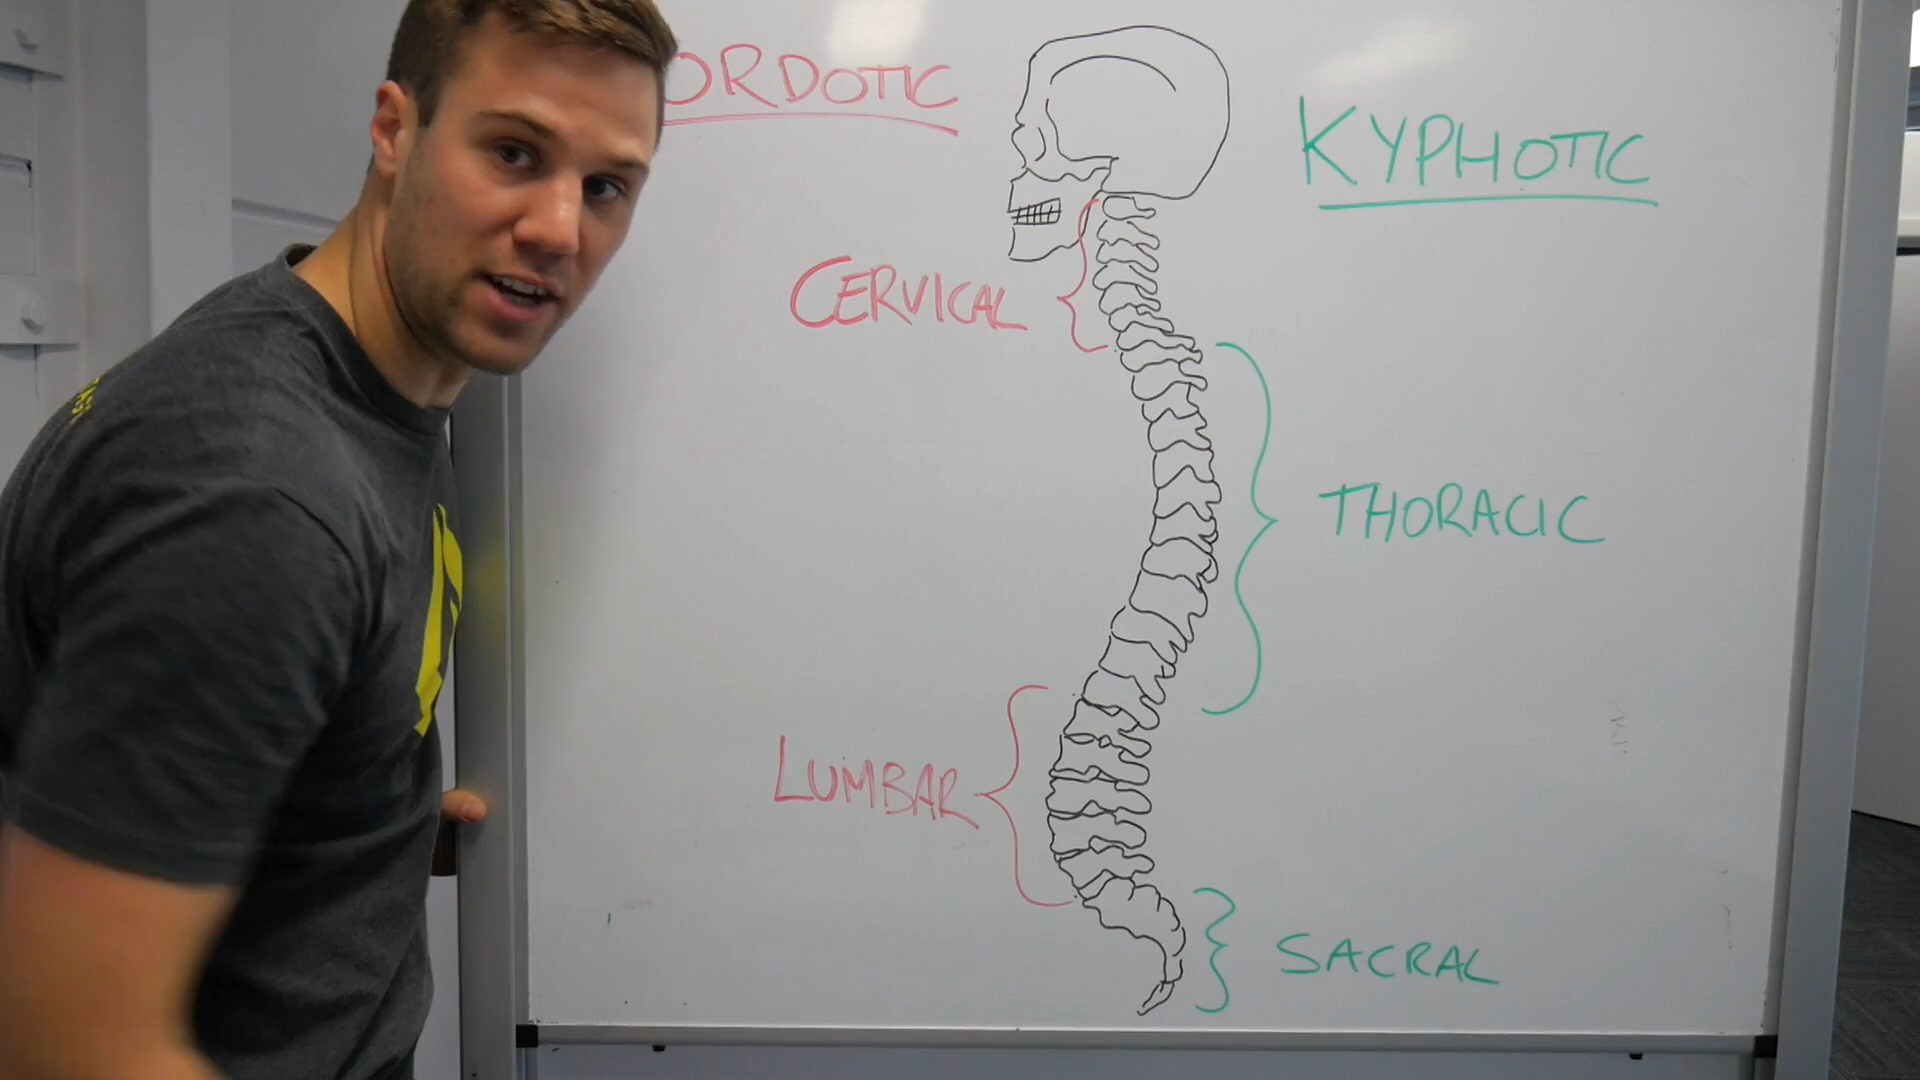 ORDOTIC
KYPHOTIC
CERVICAL
THORACIC
LUMBAR
SACRAL